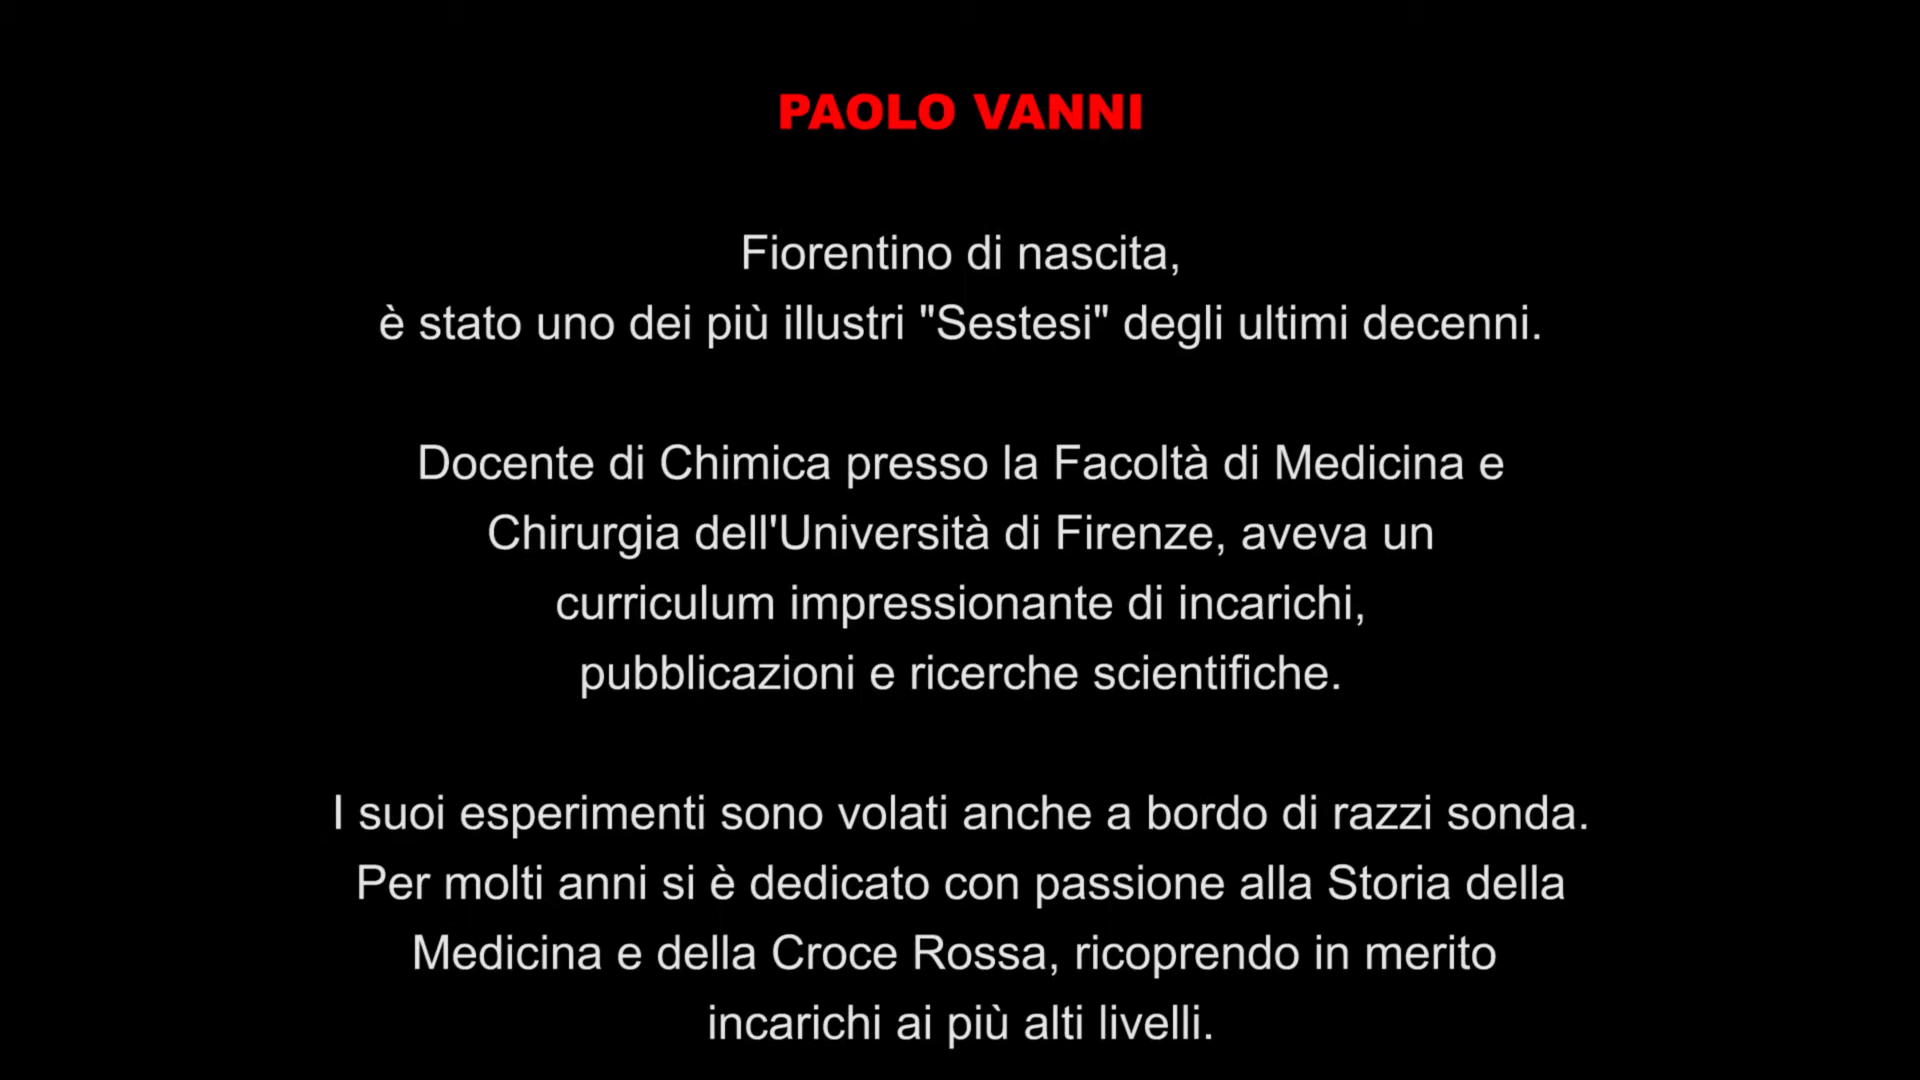 PAOLO VANNI
Fiorentino di nascita,
è stato uno dei più illustri "Sestesi" degli ultimi decenni.
Docente di Chimica presso la Facoltà di Medicina e
Chirurgia dell'Università di Firenze, aveva un
curriculum impressionante di incarichi,
pubblicazioni e ricerche scientifiche.
I suoi esperimenti sono volati anche a bordo di razzi sonda.
Per molti anni si è dedicato con passione alla Storia della
Medicina e della Croce Rossa, ricoprendo in merito
incarichi ai più alti livelli.